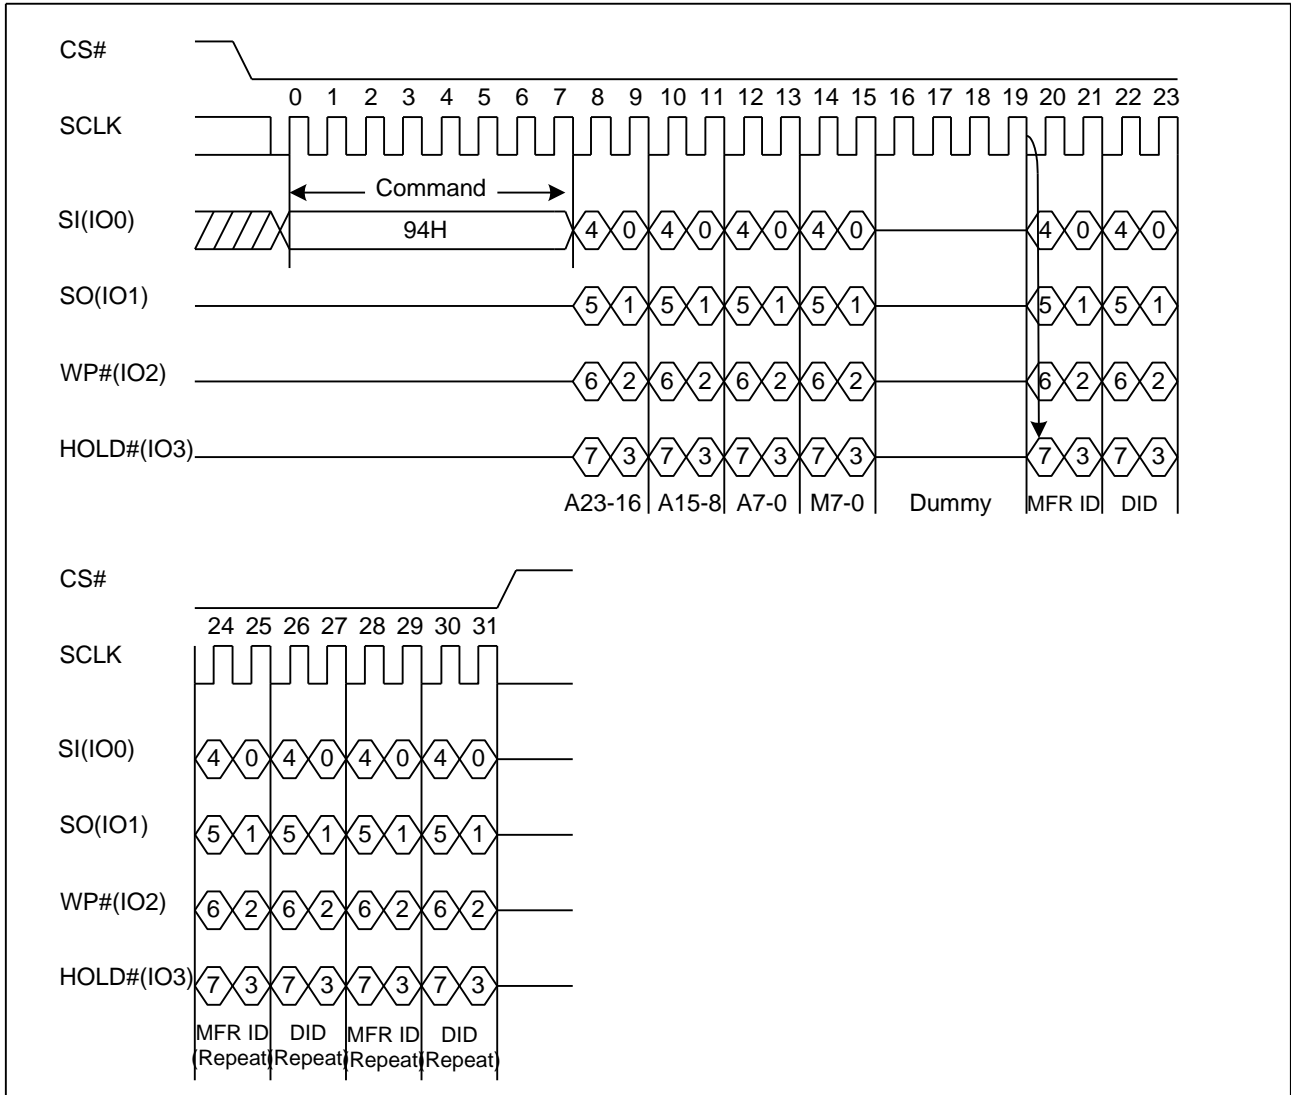 CS#
0 1 2 3 4 5 6 7 8 9 10 11 12 13 14 15 16 17 18 19 20 21 22 23
SCLK
Command
SI(IO0)
94H 4 0 4 0 4 0 4 0 4 0 4 0
SO(IO1) 5 1 5 1 5 1 5 1 5 1 5 1
WP#(IO2) 6 2 6 2 6 2 6 2 6 2 6 2
HOLD#(IO3) 7 3 7 3 7 3 7 3 7 3 7 3
A23-16 A15-8 A7-0 M7-0 Dummy MFR ID DID
CS#
24 25 26 27 28 29 30 31
SCLK
SI(IO0) 4 0 4 0 4 0 4 0
SO(IO1) 5 1 5 1 5 1 5 1
WP#(IO2) 6 2 6 2 6 2 6 2
HOLD#(IO3) 7 3 7 3 7 3 7 3
MFR ID DID MFR ID DID
(Repeat) (Repeat) (Repeat) (Repeat)